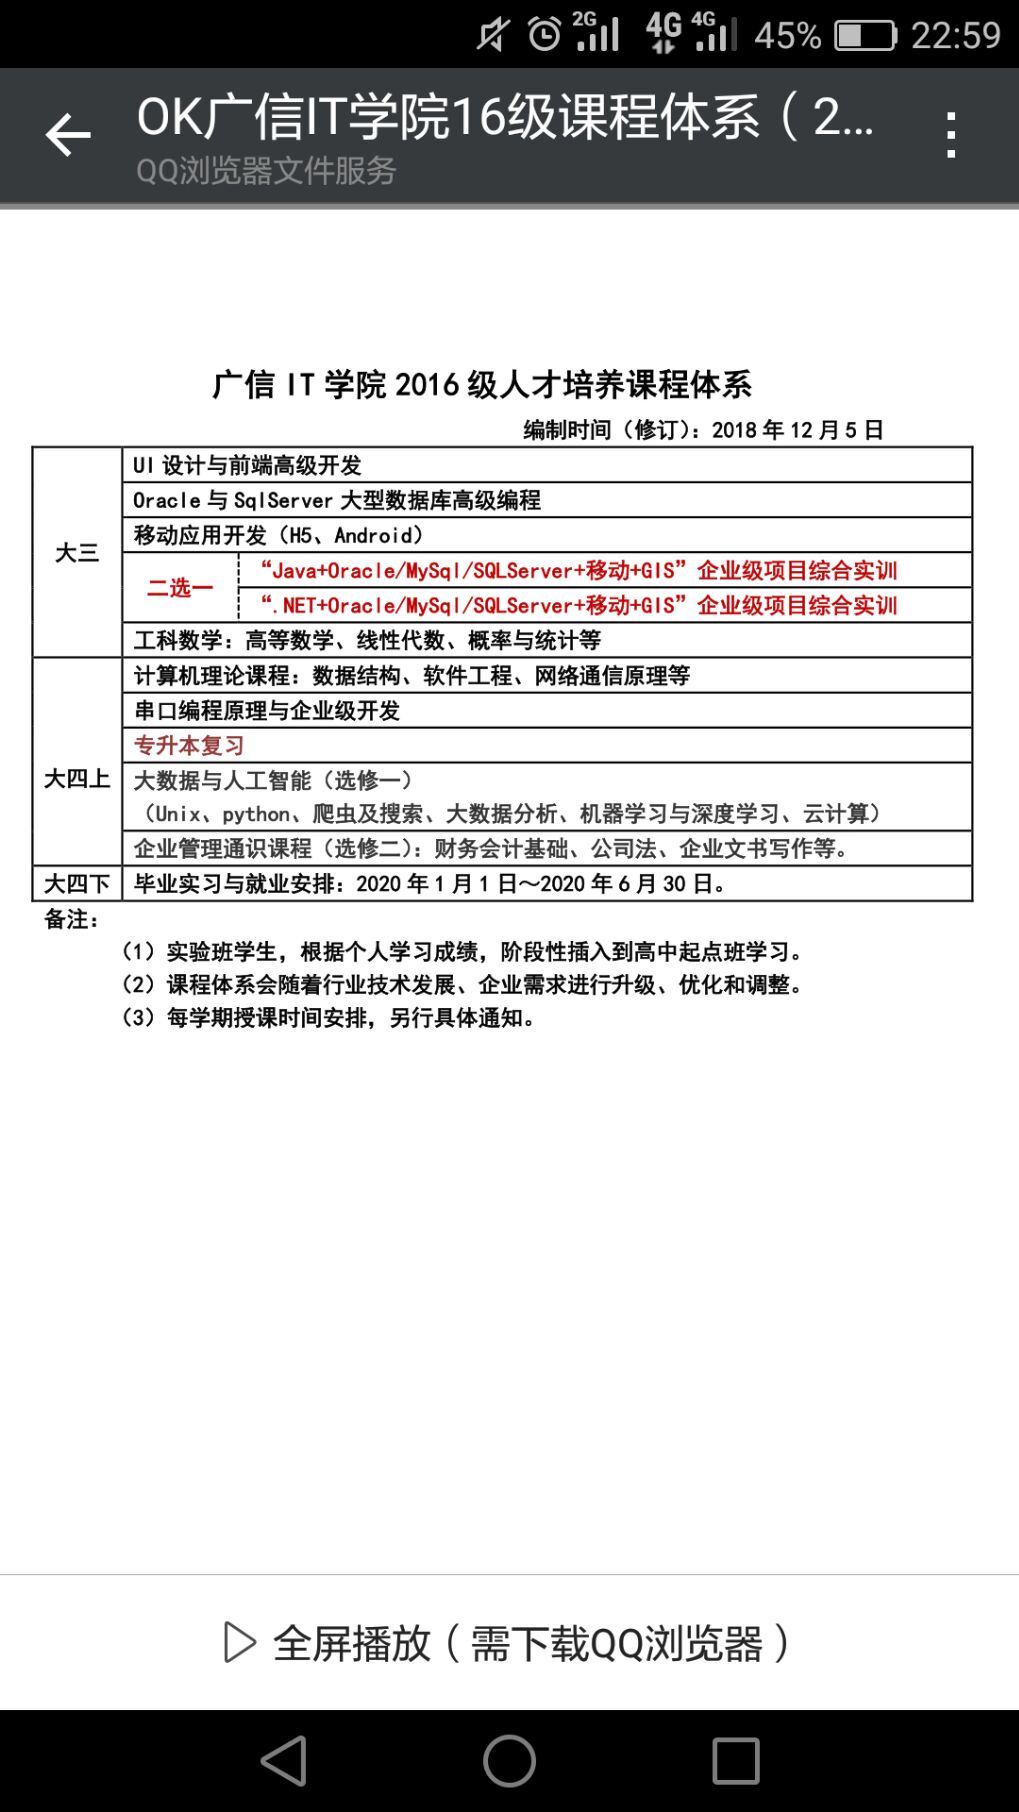 2G 4G 4G 45% 22:59
OK广信IT学院16级课程体系（2...
QQ浏览器文件服务
广信 IT 学院 2016 级人才培养课程体系
编制时间（修订）：2018 年 12 月 5 日
大三
UI 设计与前端高级开发
Oracle 与 SqlServer 大型数据库高级编程
移动应用开发（H5、Android）
二选一
“Java+Oracle/MySql/SQLServer+移动+GIS”企业级项目综合实训
“.NET+Oracle/MySql/SQLServer+移动+GIS”企业级项目综合实训
工科数学：高等数学、线性代数、概率与统计等
大四上
计算机理论课程：数据结构、软件工程、网络通信原理等
串口编程原理与企业级开发
专升本复习
大数据与人工智能（选修一）
（Unix、python、爬虫及搜索、大数据分析、机器学习与深度学习、云计算）
企业管理通识课程（选修二）：财务会计基础、公司法、企业文书写作等。
大四下
毕业实习与就业安排：2020 年 1 月 1 日～2020 年 6 月 30 日。
备注：
（1）实验班学生，根据个人学习成绩，阶段性插入到高中起点班学习。
（2）课程体系会随着行业技术发展、企业需求进行升级、优化和调整。
（3）每学期授课时间安排，另行具体通知。
全屏播放（需下载QQ浏览器）